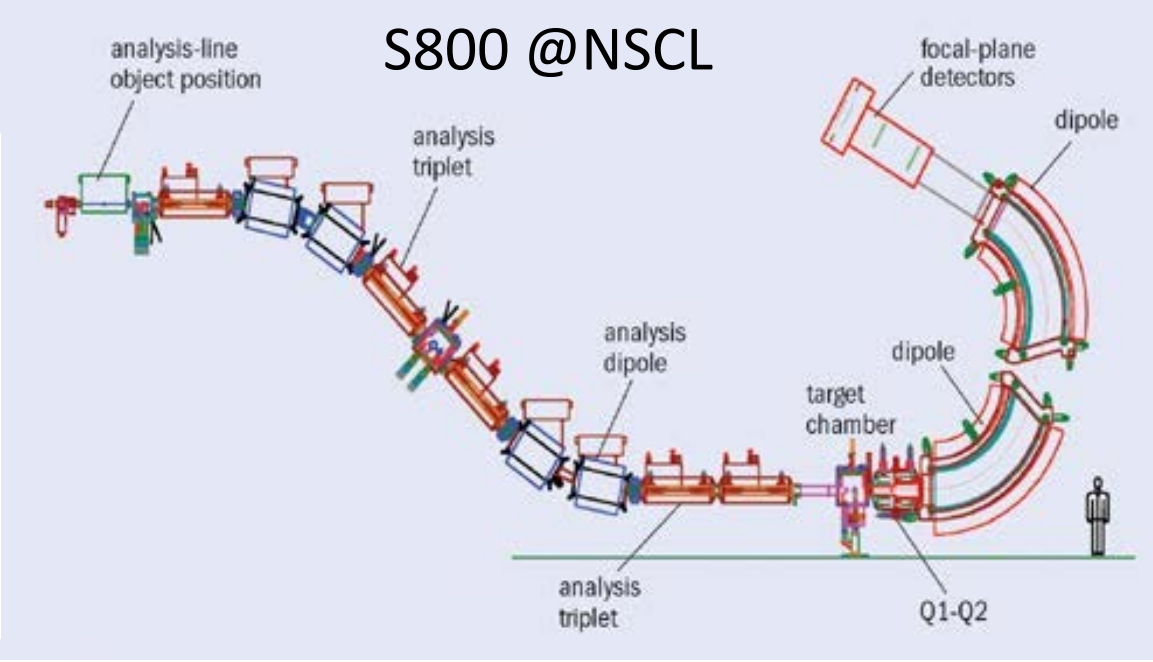 S800 @NSCL
analysis-line
object position
analysis
triplet
focal-plane
detectors
dipole
analysis
dipole
dipole
target
chamber
analysis
triplet
Q1-Q2